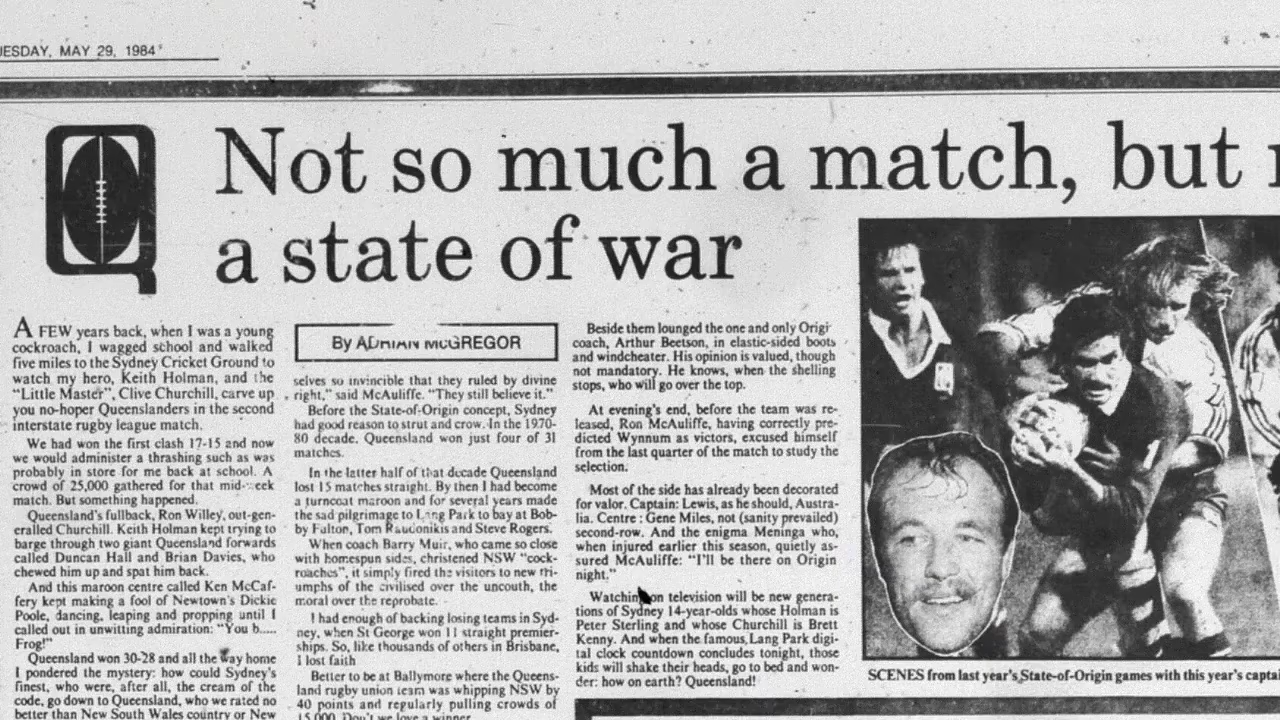 UESDAY, MAY 29, 1984
Not so much a match, but
a state of war
A FEW years back, when I was a young
cockroach, I wagged school and walked
five miles to the Sydney Cricket Ground to
watch my hero, Keith Holman, and the
"Little Master", Clive Churchill, carve up
you no-hoper Queenslanders in the second
interstate rugby league match.
We had won the first clash 17-15 and now
we would administer a thrashing such as was
probably in store for me back at school. A
crowd of 25,000 gathered for that mid-week
match. But something happened.
Queensland's fullback, Ron Willey, out-gen-
eralled Churchill. Keith Holman kept trying to
barge through two giant Queensland forwards
called Duncan Hall and Brian Davies, who
chewed him up and spat him back.
And this maroon centre called Ken McCaf-
fery kept making a fool of Newtown's Dickie
Poole, dancing, leaping and propping until I
called out in unwitting admiration: "You b.....
Frog!"
Queensland won 30-28 and all the way home
I pondered the mystery: how could Sydney's
finest, who were, after all, the cream of the
code, go down to Queensland, who we rated no
better than New South Wales country or New
By ADRIAN McGREGOR
selves so invincible that they ruled by divine
right," said McAuliffe. "They still believe it."
Before the State-of-Origin concept, Sydney
had good reason to strut and crow. In the 1970-
80 decade. Queensland won just four of 31
matches.
In the latter half of that decade Queensland
lost 15 matches straight. By then I had become
a turncoat maroon and for several years made
the sad pilgrimage to Lang Park to bay at Bob-
by Fulton, Tom Raudonikis and Steve Rogers.
When coach Barry Muir, who came so close
with homespun sides, christened NSW "cock-
roaches", it simply fired the visitors to new tri-
umphs of the civilised over the uncouth, the
moral over the reprobate.
I had enough of backing losing teams in Syd-
ney, when St George won 11 straight premier-
ships. So, like thousands of others in Brisbane,
I lost faith
Better to be at Ballymore where the Queens-
land rugby union team was whipping NSW by
40 points and regularly pulling crowds of
15,000. Don't we love a winner
Beside them lounged the one and only Origi
coach, Arthur Beetson, in elastic-sided boots
and windcheater. His opinion is valued, though
not mandatory. He knows, when the shelling
stops, who will go over the top.
At evening's end, before the team was re-
leased, Ron McAuliffe, having correctly pre-
dicted Wynnum as victors, excused himself
from the last quarter of the match to study the
selection.
Most of the side has already been decorated
for valor. Captain: Lewis, as he should, Austra-
lia. Centre: Gene Miles, not (sanity prevailed)
second-row. And the enigma Meninga who,
when injured earlier this season, quietly as-
sured McAuliffe: "I'll be there on Origin
night."
Watching on television will be new genera-
tions of Sydney 14-year-olds whose Holman is
Peter Sterling and whose Churchill is Brett
Kenny. And when the famous Lang Park digi-
tal clock countdown concludes tonight, those
kids will shake their heads, go to bed and won-
der: how on earth? Queensland!
SCENES from last year's State-of-Origin games with this year's captai